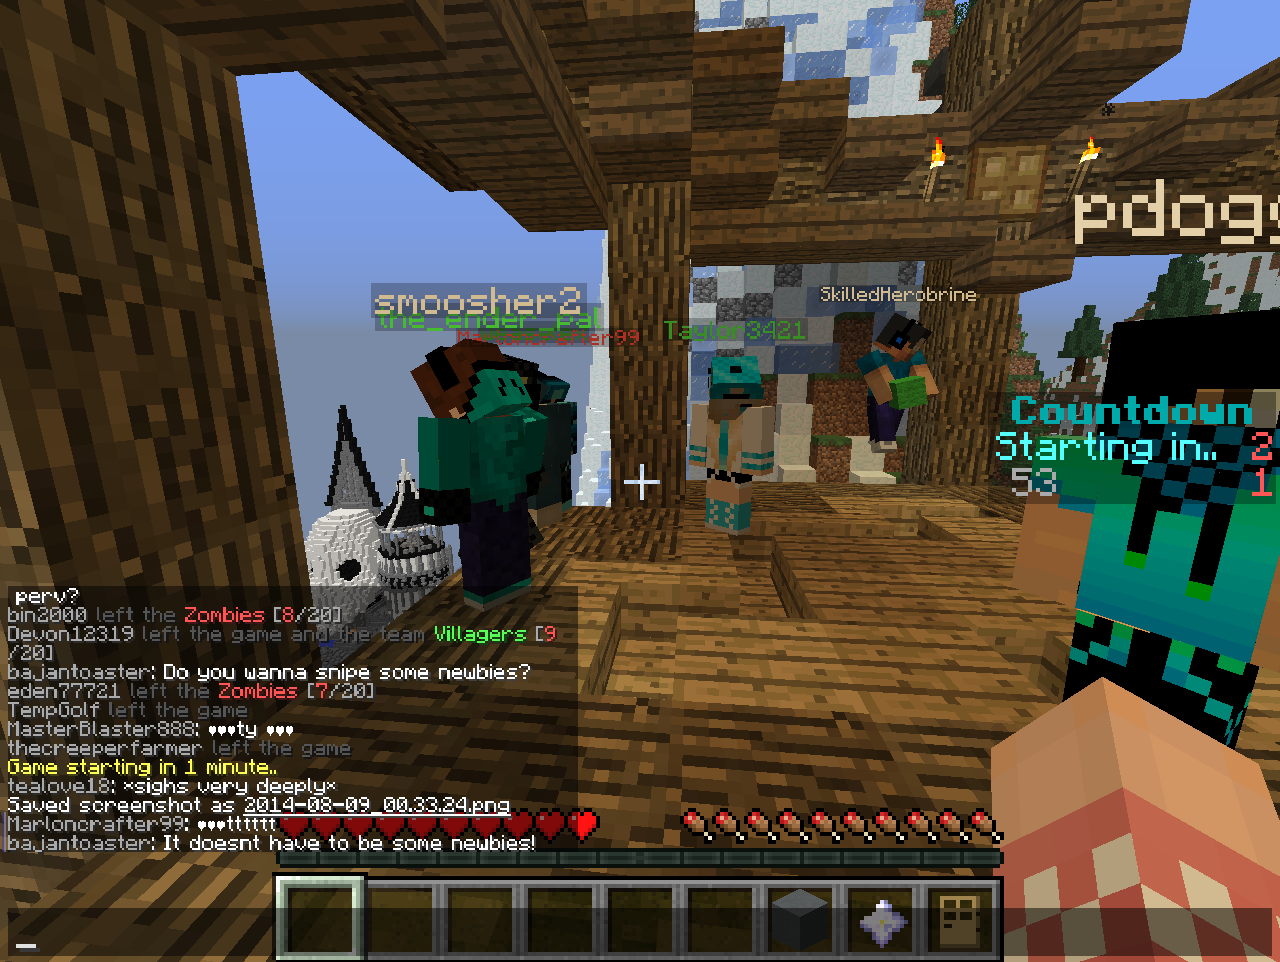 pdogg
smoosher2
SkilledHerobrine
the_ender_pal
Marloncrafter99
Taylor3421
Countdown
Starting in.. 2
53 1
perv?
bin2000 left the Zombies [8/20]
Devon12319 left the game and the team Villagers [9
/20]
bajantoaster: Do you wanna snipe some newbies?
eden77721 left the Zombies [7/20]
TempGolf left the game
MasterBlaster888: ♥♥♥ty ♥♥♥
thecreeperfarmer left the game
Game starting in 1 minute..
tealove18: *sighs very deeply*
Saved screenshot as 2014-08-09_00.33.24.png
Marloncrafter99: ♥♥♥tttttt
bajantoaster: It doesnt have to be some newbies!
_